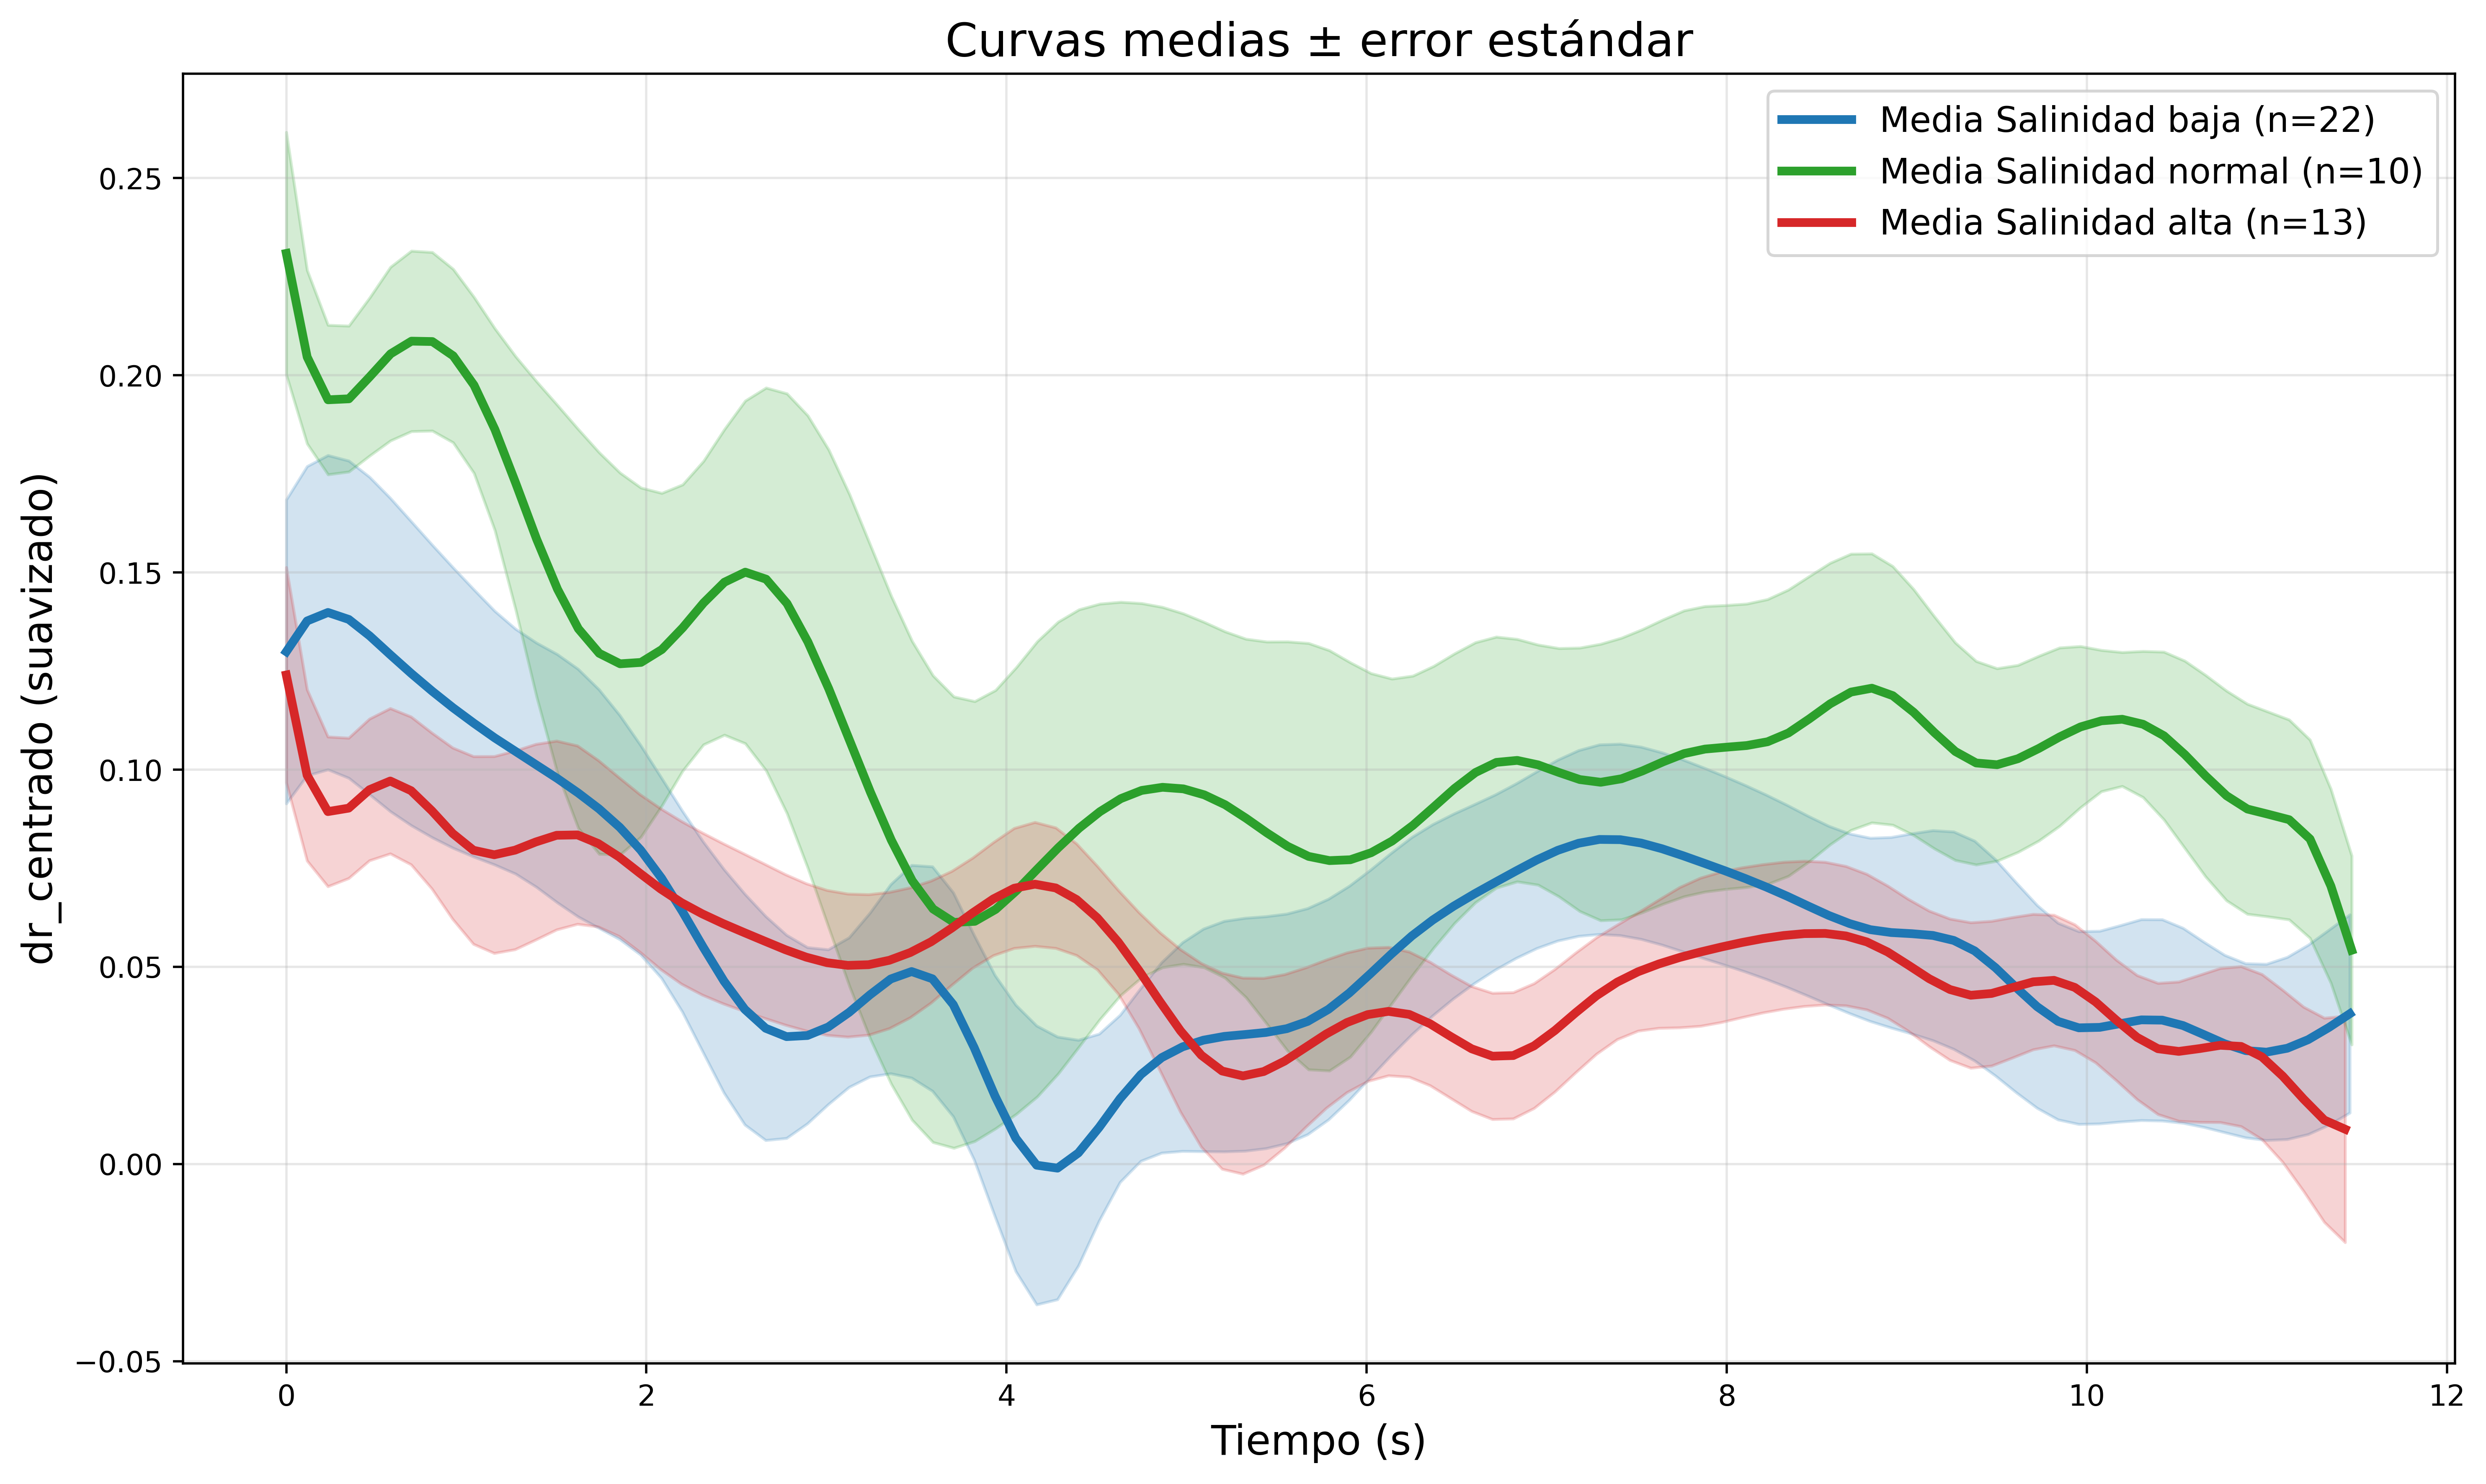 Curvas medias ± error estándar
Media Salinidad baja (n=22)
Media Salinidad normal (n=10)
Media Salinidad alta (n=13)
dr_centrado (suavizado)
0.25
0.20
0.15
0.10
0.05
0.00
−0.05
0 2 4 6 8 10 12
Tiempo (s)